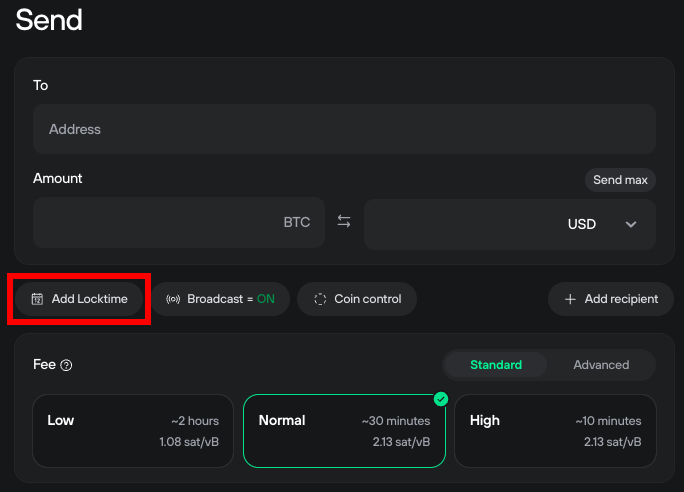 Send
To
Address
Amount
Send max
BTC
USD
Add Locktime
Broadcast = ON
Coin control
Add recipient
Fee
Standard
Advanced
Low
~2 hours
1.08 sat/vB
Normal
~30 minutes
2.13 sat/vB
High
~10 minutes
2.13 sat/vB